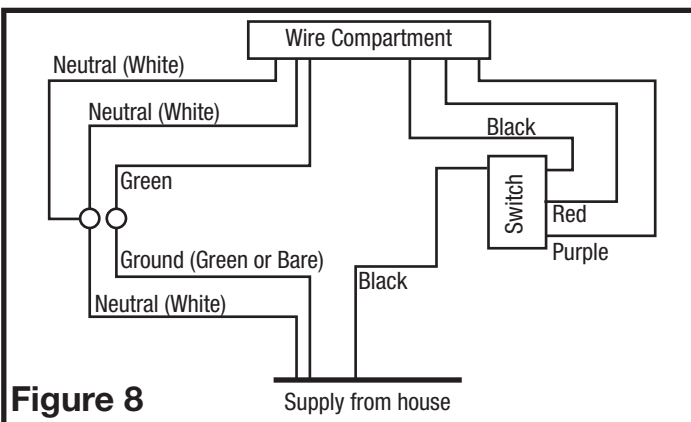 Wire Compartment
Neutral (White)
Neutral (White)
Black
Green
Switch
Red
Purple
Ground (Green or Bare)
Black
Neutral (White)
Figure 8
Supply from house